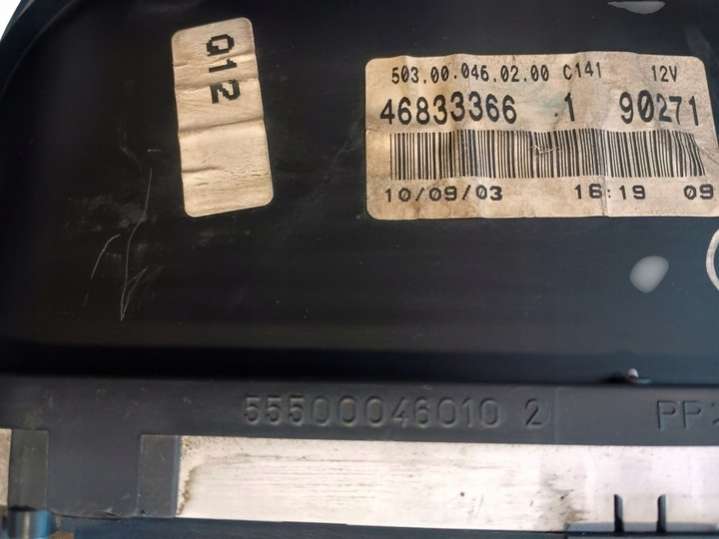 Q12
503.00.046.02.00 C141 12V
46833366 1 90271
10/09/03 16:19 09
55500046010 2 PP